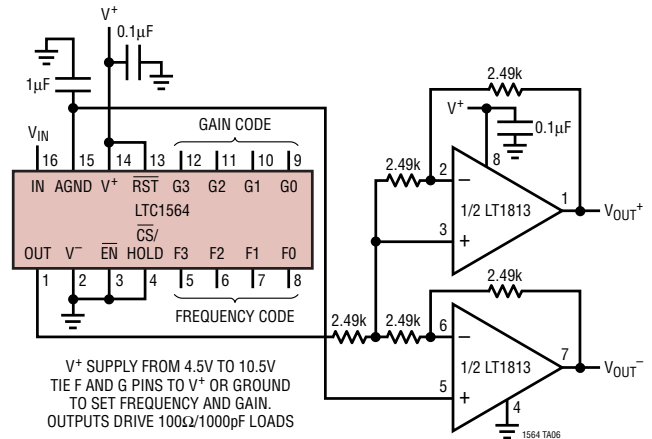 V+
0.1µF
1µF
VIN
16 15 14 13 12 11 10 9
GAIN CODE
IN AGND V+ RST G3 G2 G1 G0
LTC1564
CS/
OUT V− EN HOLD F3 F2 F1 F0
1 2 3 4 5 6 7 8
FREQUENCY CODE
2.49k
V+
0.1µF
8
2.49k
2
−
1/2 LT1813
1
VOUT+
3
+
2.49k
2.49k
2.49k
6
−
1/2 LT1813
7
VOUT−
5
+
4
V+ SUPPLY FROM 4.5V TO 10.5V
TIE F AND G PINS TO V+ OR GROUND
TO SET FREQUENCY AND GAIN.
OUTPUTS DRIVE 100Ω/1000pF LOADS
1564 TA06